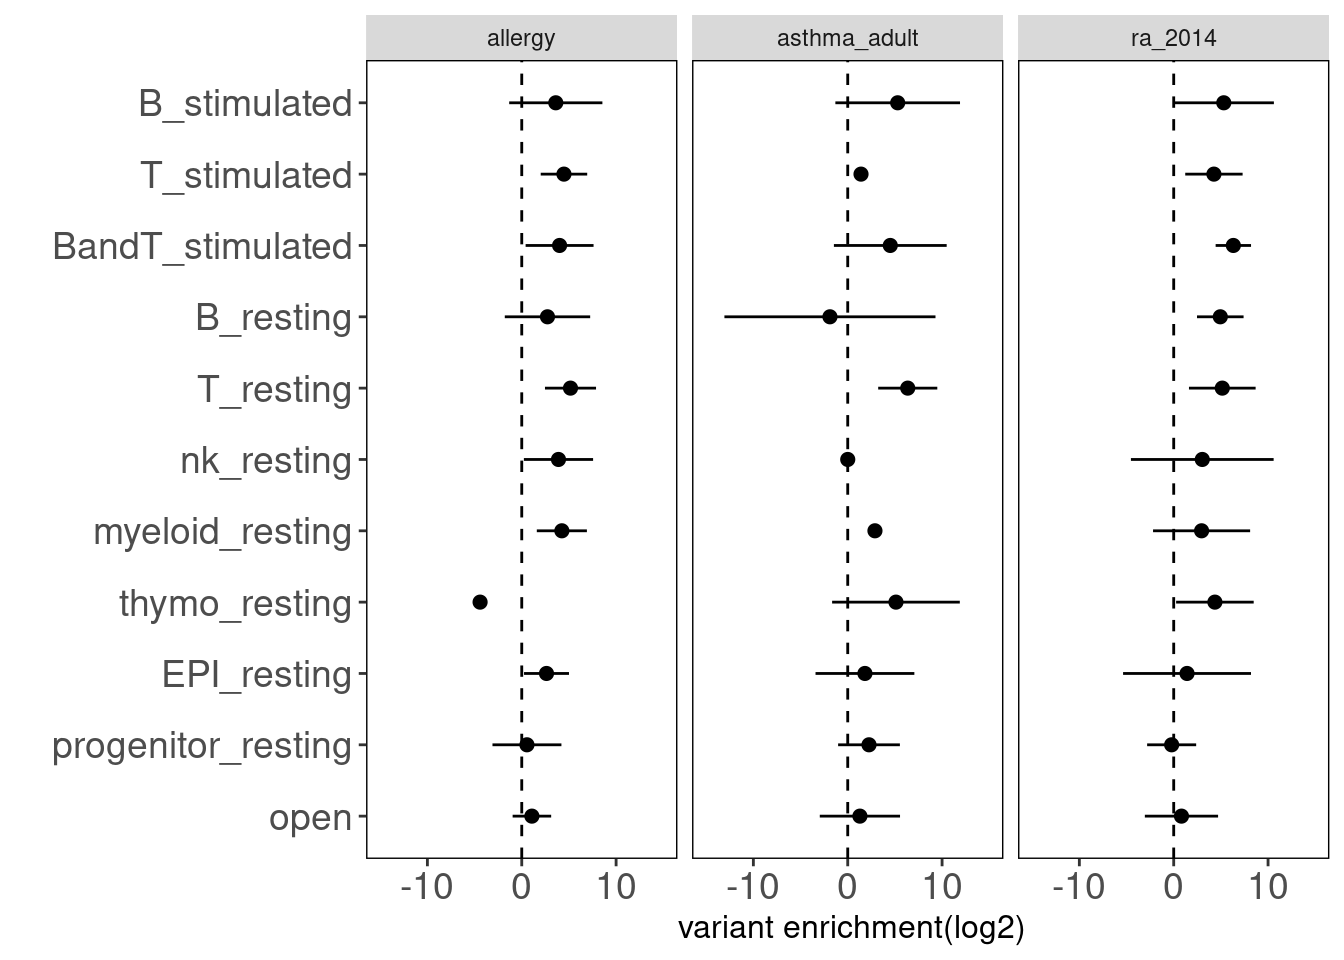 allergy asthma_adult ra_2014
B_stimulated
T_stimulated
BandT_stimulated
B_resting
T_resting
nk_resting
myeloid_resting
thymo_resting
EPI_resting
progenitor_resting
open
-10 0 10 -10 0 10 -10 0 10
variant enrichment(log2)